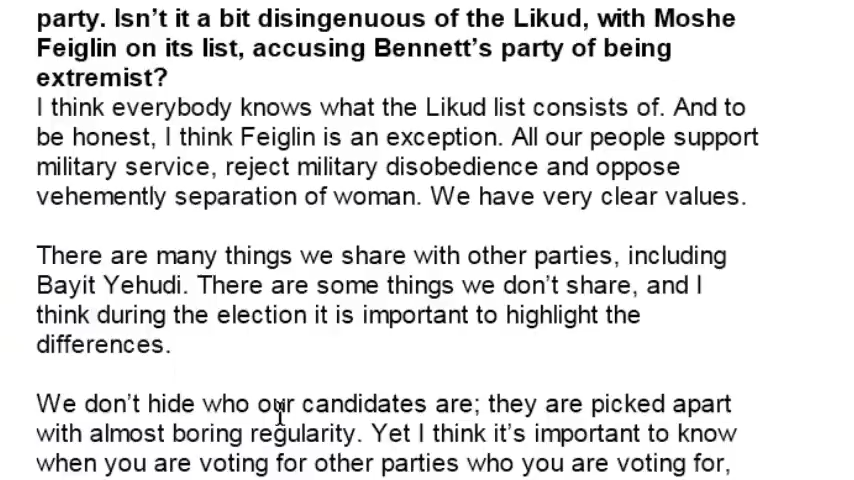 party. Isn’t it a bit disingenuous of the Likud, with Moshe
Feiglin on its list, accusing Bennett’s party of being
extremist?
I think everybody knows what the Likud list consists of. And to
be honest, I think Feiglin is an exception. All our people support
military service, reject military disobedience and oppose
vehemently separation of woman. We have very clear values.
There are many things we share with other parties, including
Bayit Yehudi. There are some things we don’t share, and I
think during the election it is important to highlight the
differences.
We don’t hide who our candidates are; they are picked apart
with almost boring regularity. Yet I think it’s important to know
when you are voting for other parties who you are voting for,